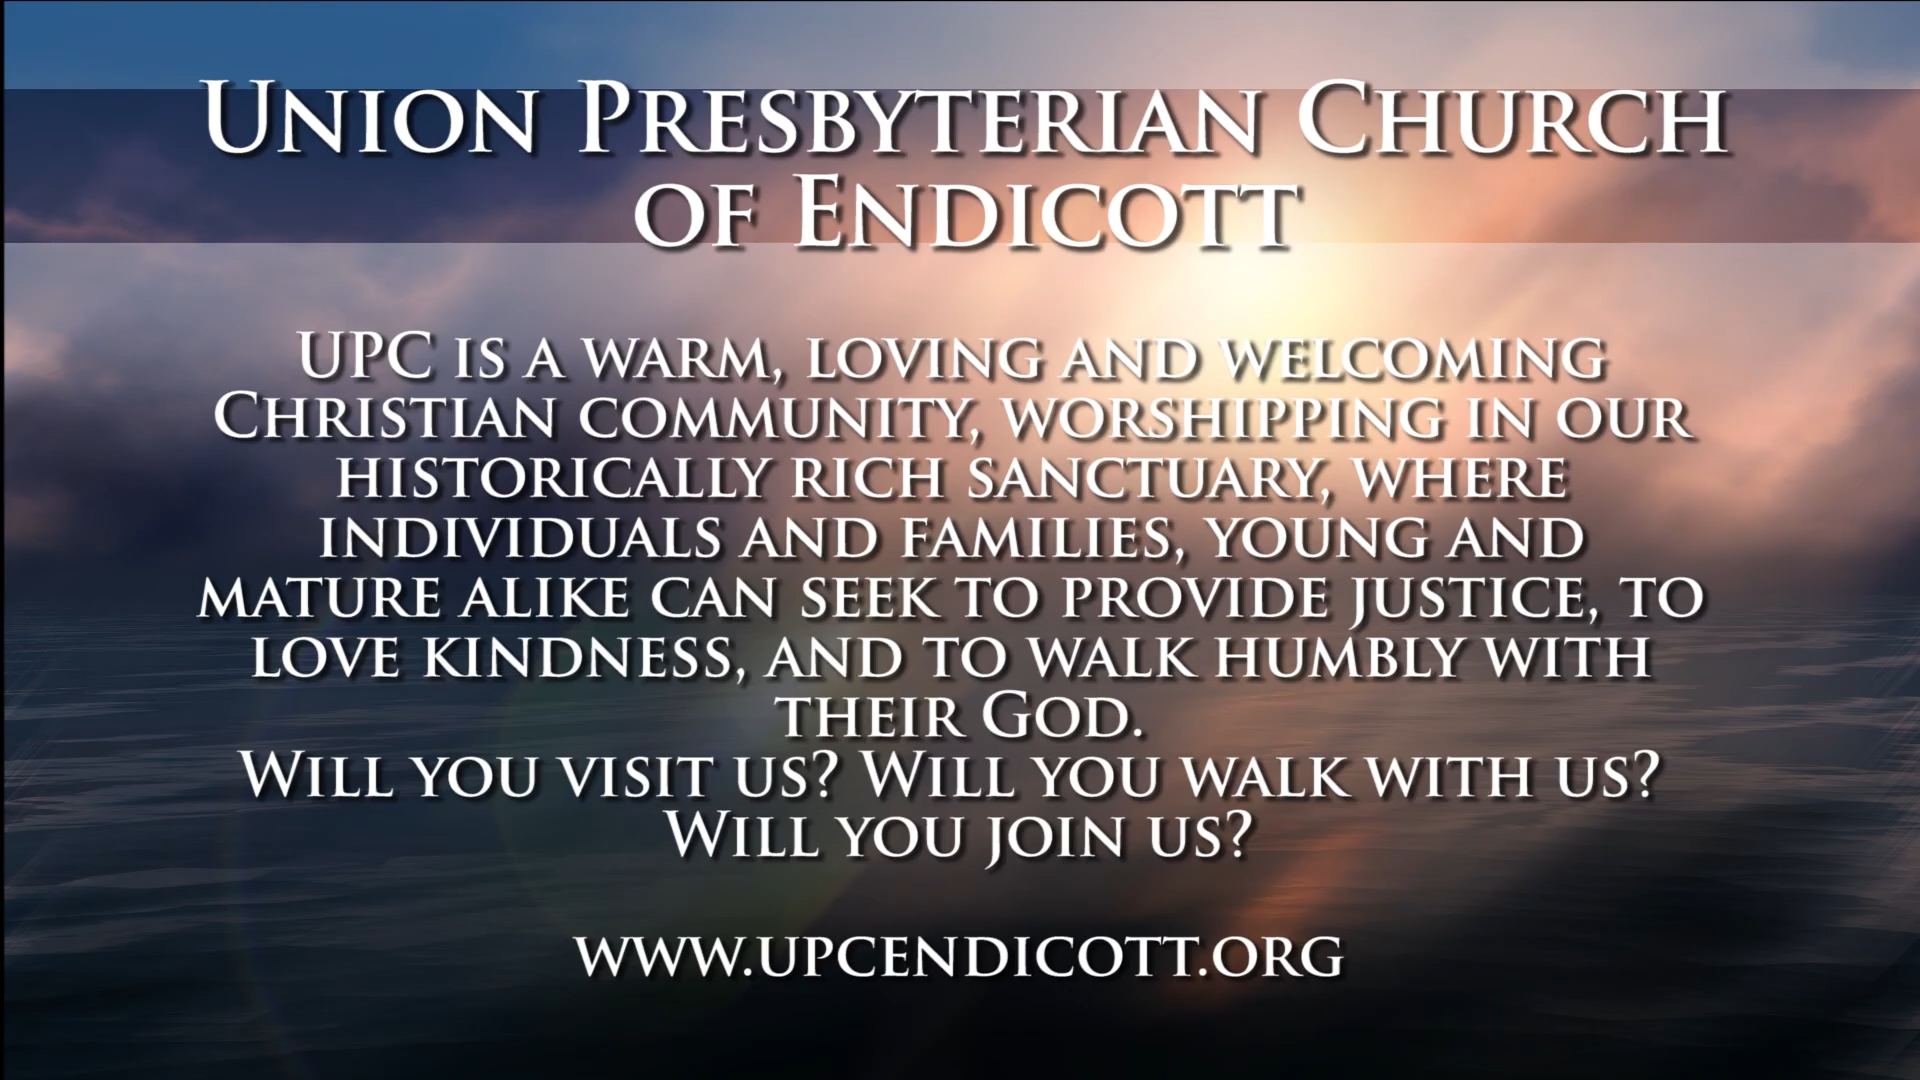 Union Presbyterian Church
of Endicott
UPC is a warm, loving and welcoming
Christian community, worshipping in our
historically rich sanctuary, where
individuals and families, young and
mature alike can seek to provide justice, to
love kindness, and to walk humbly with
their God.
Will you visit us? Will you walk with us?
Will you join us?
www.upcendicott.org